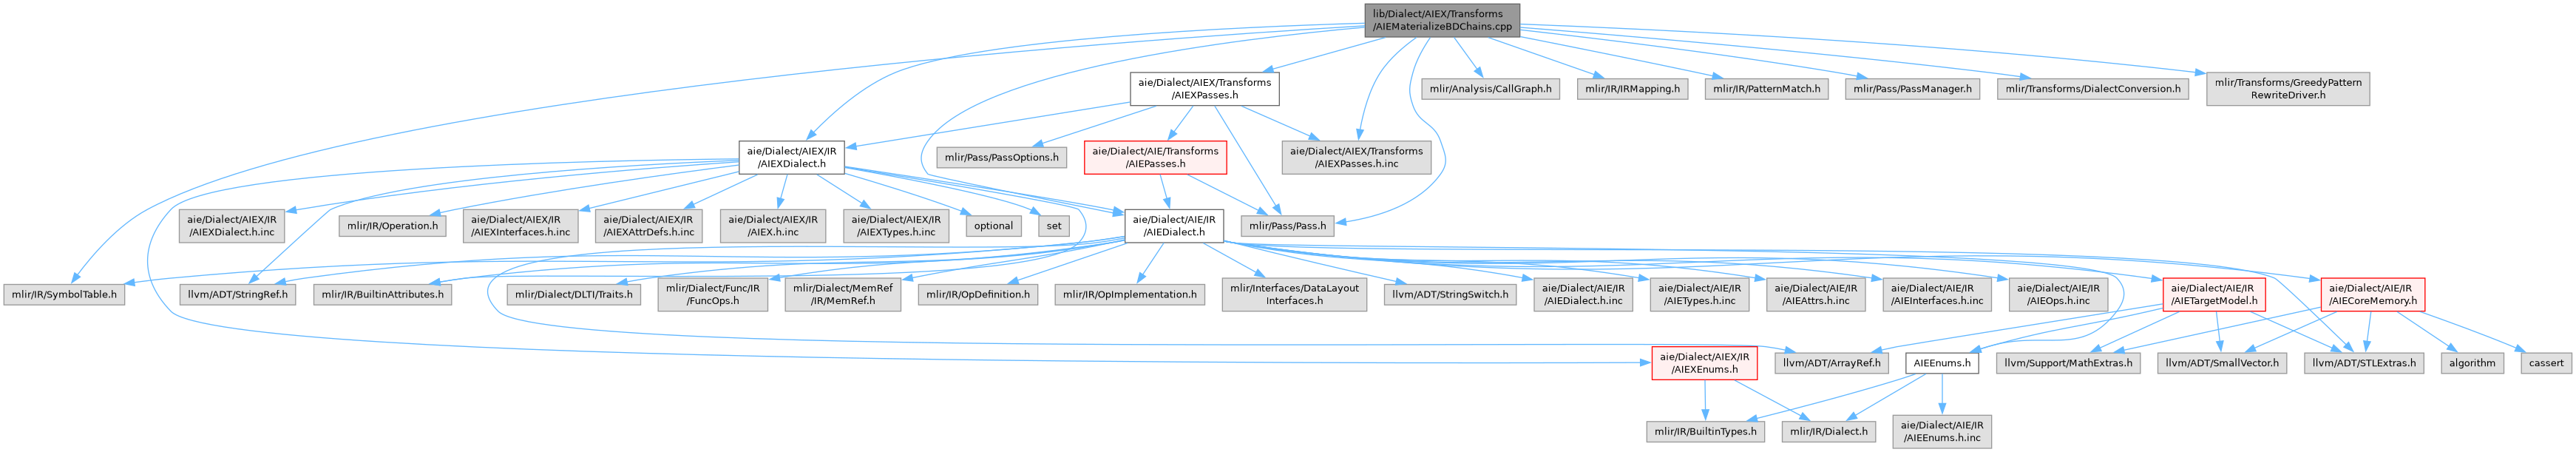 lib/Dialect/AIEX/Transforms
/AIEMaterializeBDChains.cpp
aie/Dialect/AIEX/Transforms
/AIEXPasses.h
mlir/Analysis/CallGraph.h
mlir/IR/IRMapping.h
mlir/IR/PatternMatch.h
mlir/Pass/PassManager.h
mlir/Transforms/DialectConversion.h
mlir/Transforms/GreedyPattern
RewriteDriver.h
aie/Dialect/AIEX/IR
/AIEXDialect.h
mlir/Pass/PassOptions.h
aie/Dialect/AIE/Transforms
/AIEPasses.h
aie/Dialect/AIEX/Transforms
/AIEXPasses.h.inc
aie/Dialect/AIEX/IR
/AIEXDialect.h.inc
mlir/IR/Operation.h
aie/Dialect/AIEX/IR
/AIEXInterfaces.h.inc
aie/Dialect/AIEX/IR
/AIEXAttrDefs.h.inc
aie/Dialect/AIEX/IR
/AIEX.h.inc
aie/Dialect/AIEX/IR
/AIEXTypes.h.inc
optional
set
aie/Dialect/AIE/IR
/AIEDialect.h
mlir/Pass/Pass.h
mlir/IR/SymbolTable.h
llvm/ADT/StringRef.h
mlir/IR/BuiltinAttributes.h
mlir/Dialect/DLTI/Traits.h
mlir/Dialect/Func/IR
/FuncOps.h
mlir/Dialect/MemRef
/IR/MemRef.h
mlir/IR/OpDefinition.h
mlir/IR/OpImplementation.h
mlir/Interfaces/DataLayout
Interfaces.h
llvm/ADT/StringSwitch.h
aie/Dialect/AIE/IR
/AIEDialect.h.inc
aie/Dialect/AIE/IR
/AIETypes.h.inc
aie/Dialect/AIE/IR
/AIEAttrs.h.inc
aie/Dialect/AIE/IR
/AIEInterfaces.h.inc
aie/Dialect/AIE/IR
/AIEOps.h.inc
aie/Dialect/AIE/IR
/AIETargetModel.h
aie/Dialect/AIE/IR
/AIECoreMemory.h
aie/Dialect/AIEX/IR
/AIEXEnums.h
llvm/ADT/ArrayRef.h
AIEEnums.h
llvm/Support/MathExtras.h
llvm/ADT/SmallVector.h
llvm/ADT/STLExtras.h
algorithm
cassert
mlir/IR/BuiltinTypes.h
mlir/IR/Dialect.h
aie/Dialect/AIE/IR
/AIEEnums.h.inc